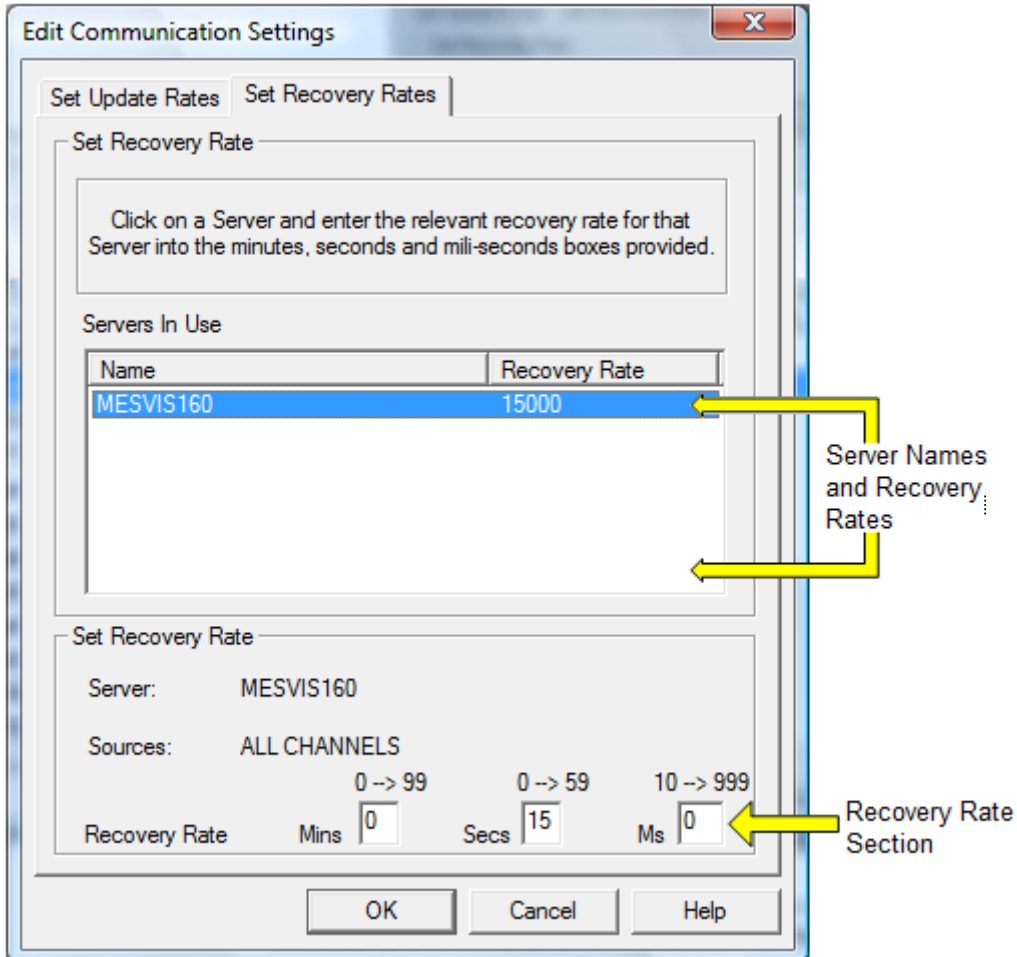 Edit Communication Settings
Set Update Rates
Set Recovery Rates
Set Recovery Rate
Click on a Server and enter the relevant recovery rate for that
Server into the minutes, seconds and mili-seconds boxes provided.
Servers In Use
Name Recovery Rate
MESVIS160 15000
Server Names
and Recovery
Rates
Set Recovery Rate
Server: MESVIS160
Sources: ALL CHANNELS
0 --> 99 0 --> 59 10 --> 999
Recovery Rate Mins 0 Secs 15 Ms 0
Recovery Rate
Section
OK Cancel Help